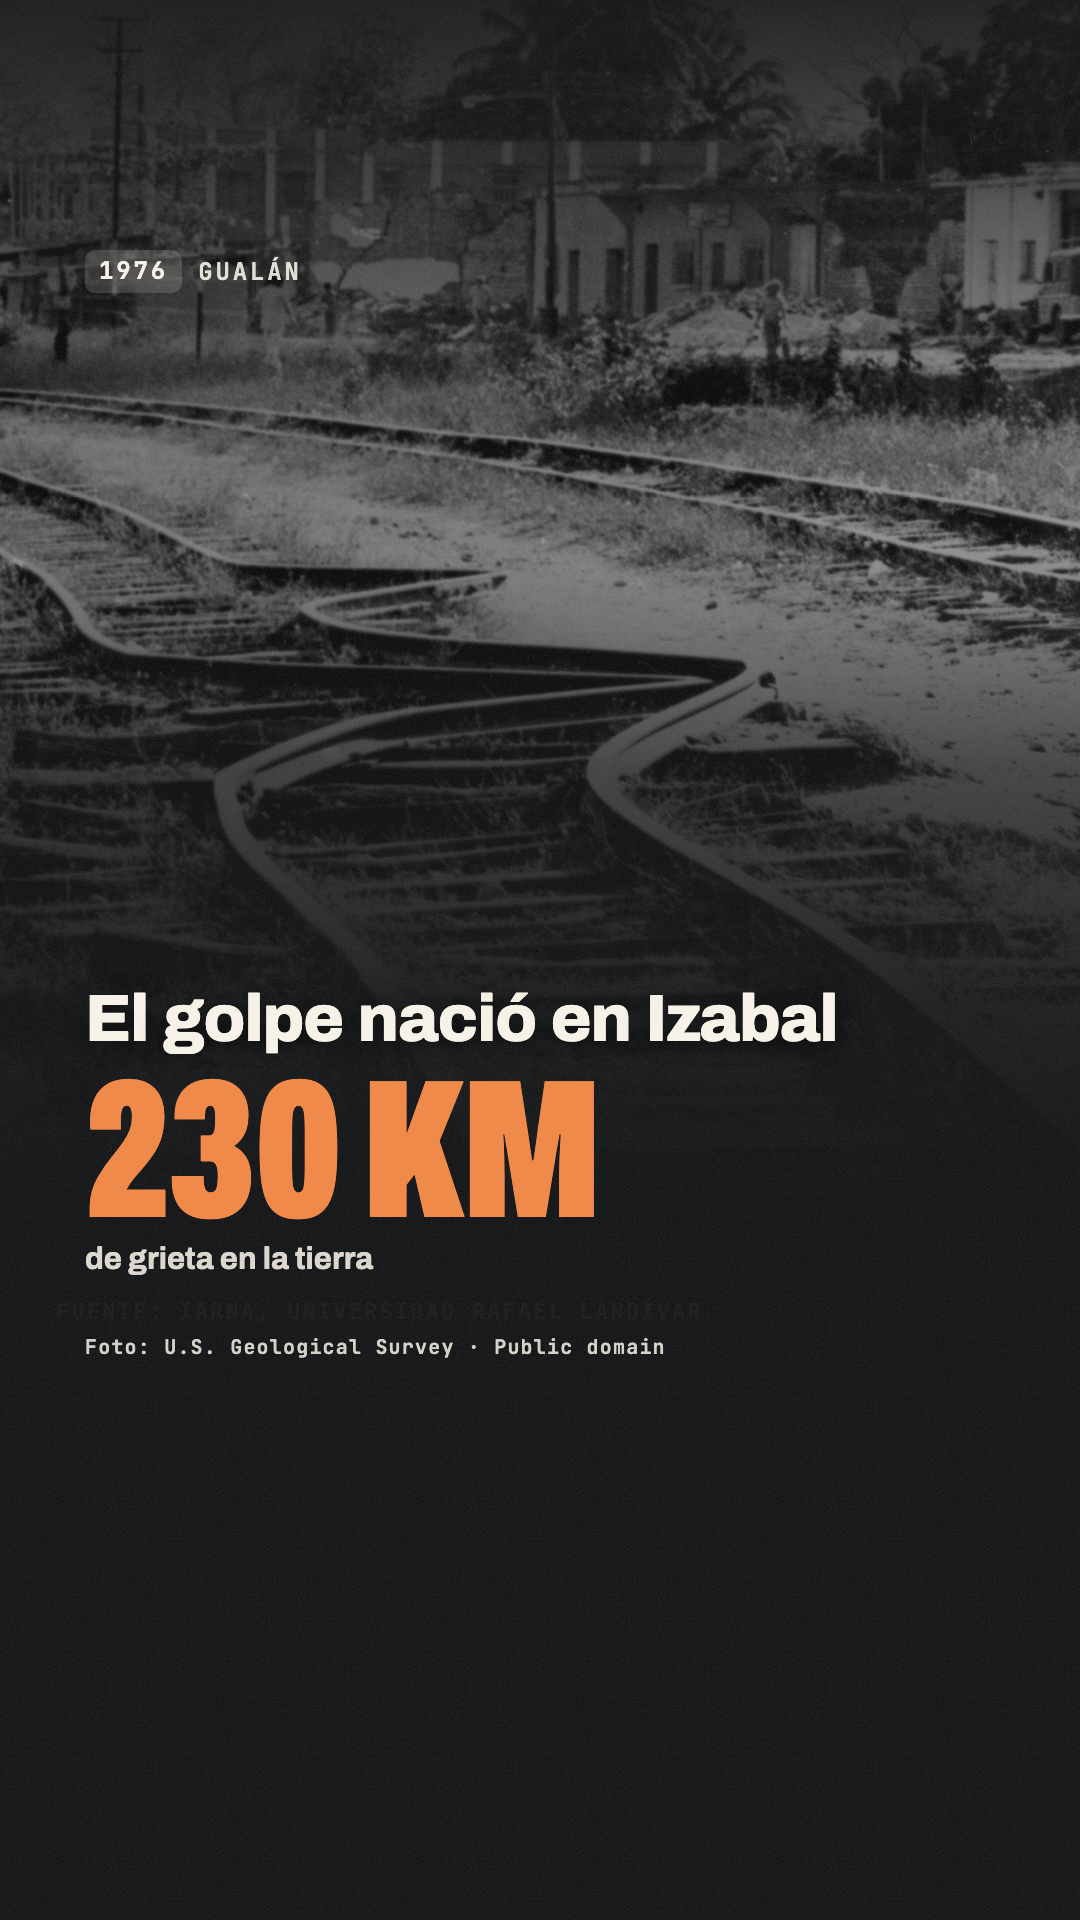 1976 GUALÁN
El golpe nació en Izabal
230 KM
de grieta en la tierra
FUENTE: IARNA, UNIVERSIDAD RAFAEL LANDÍVAR
Foto: U.S. Geological Survey · Public domain